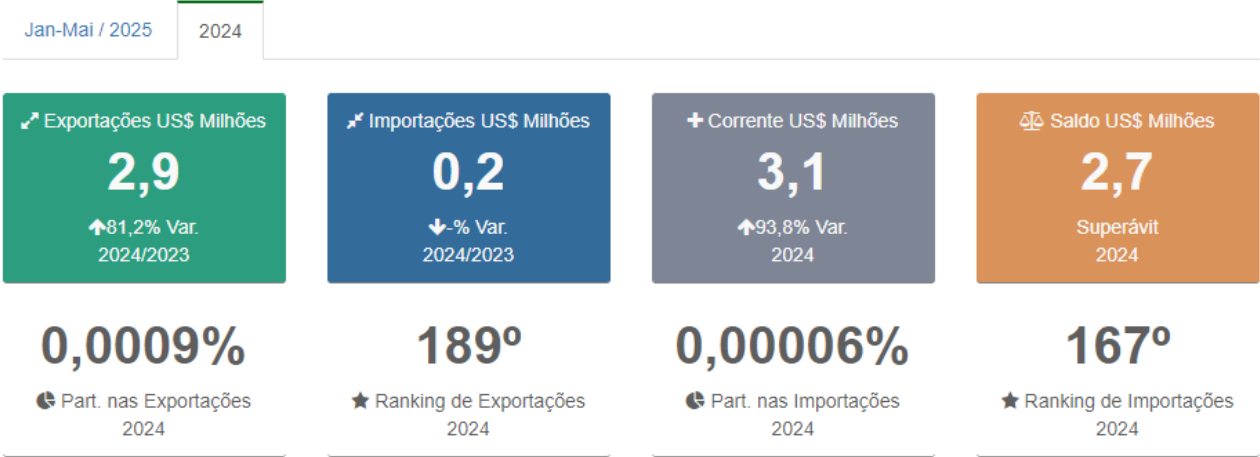 Jan-Mai / 2025
2024
Exportações US$ Milhões
2,9
81,2% Var.
2024/2023
Importações US$ Milhões
0,2
-% Var.
2024/2023
Corrente US$ Milhões
3,1
93,8% Var.
2024
Saldo US$ Milhões
2,7
Superávit
2024
0,0009%
Part. nas Exportações
2024
189º
Ranking de Exportações
2024
0,00006%
Part. nas Importações
2024
167º
Ranking de Importações
2024